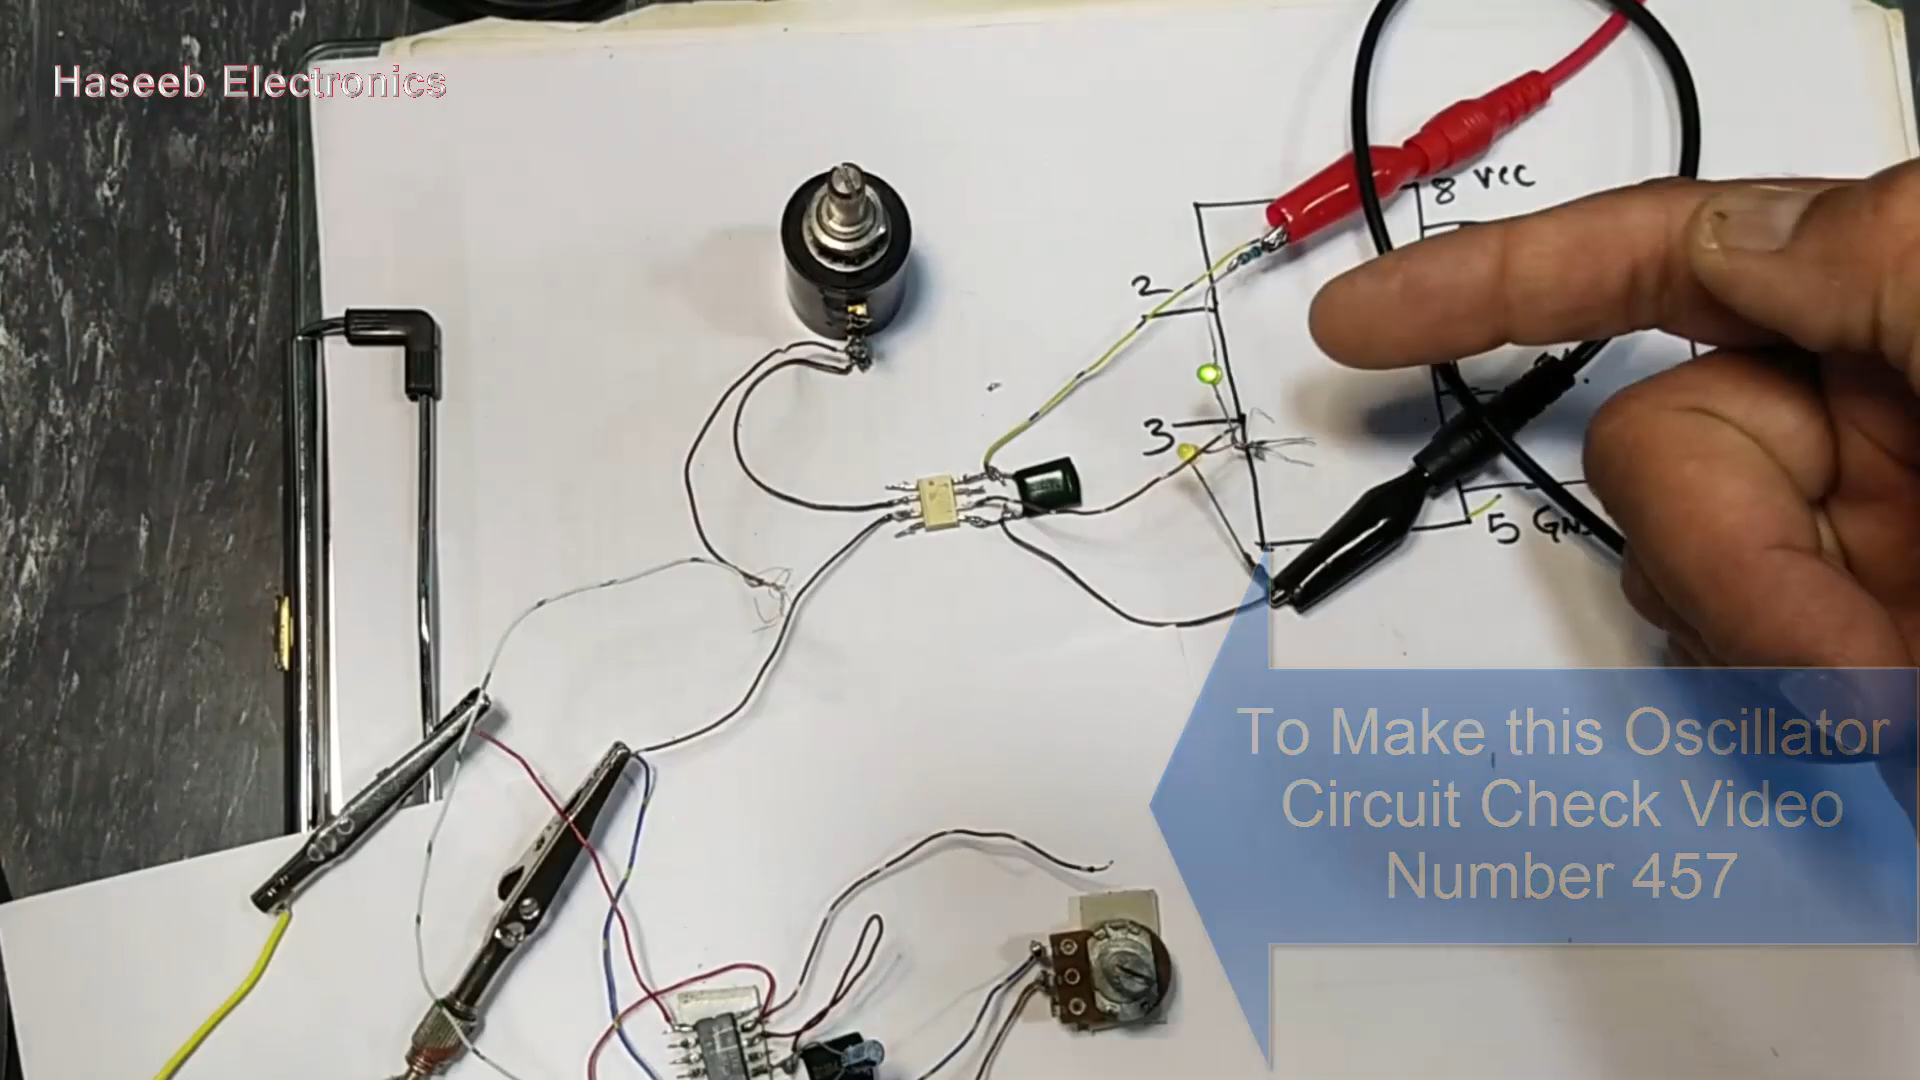 Haseeb Electronics
8 VCC
2
3
5 GN
To Make this Oscillator
Circuit Check Video
Number 457